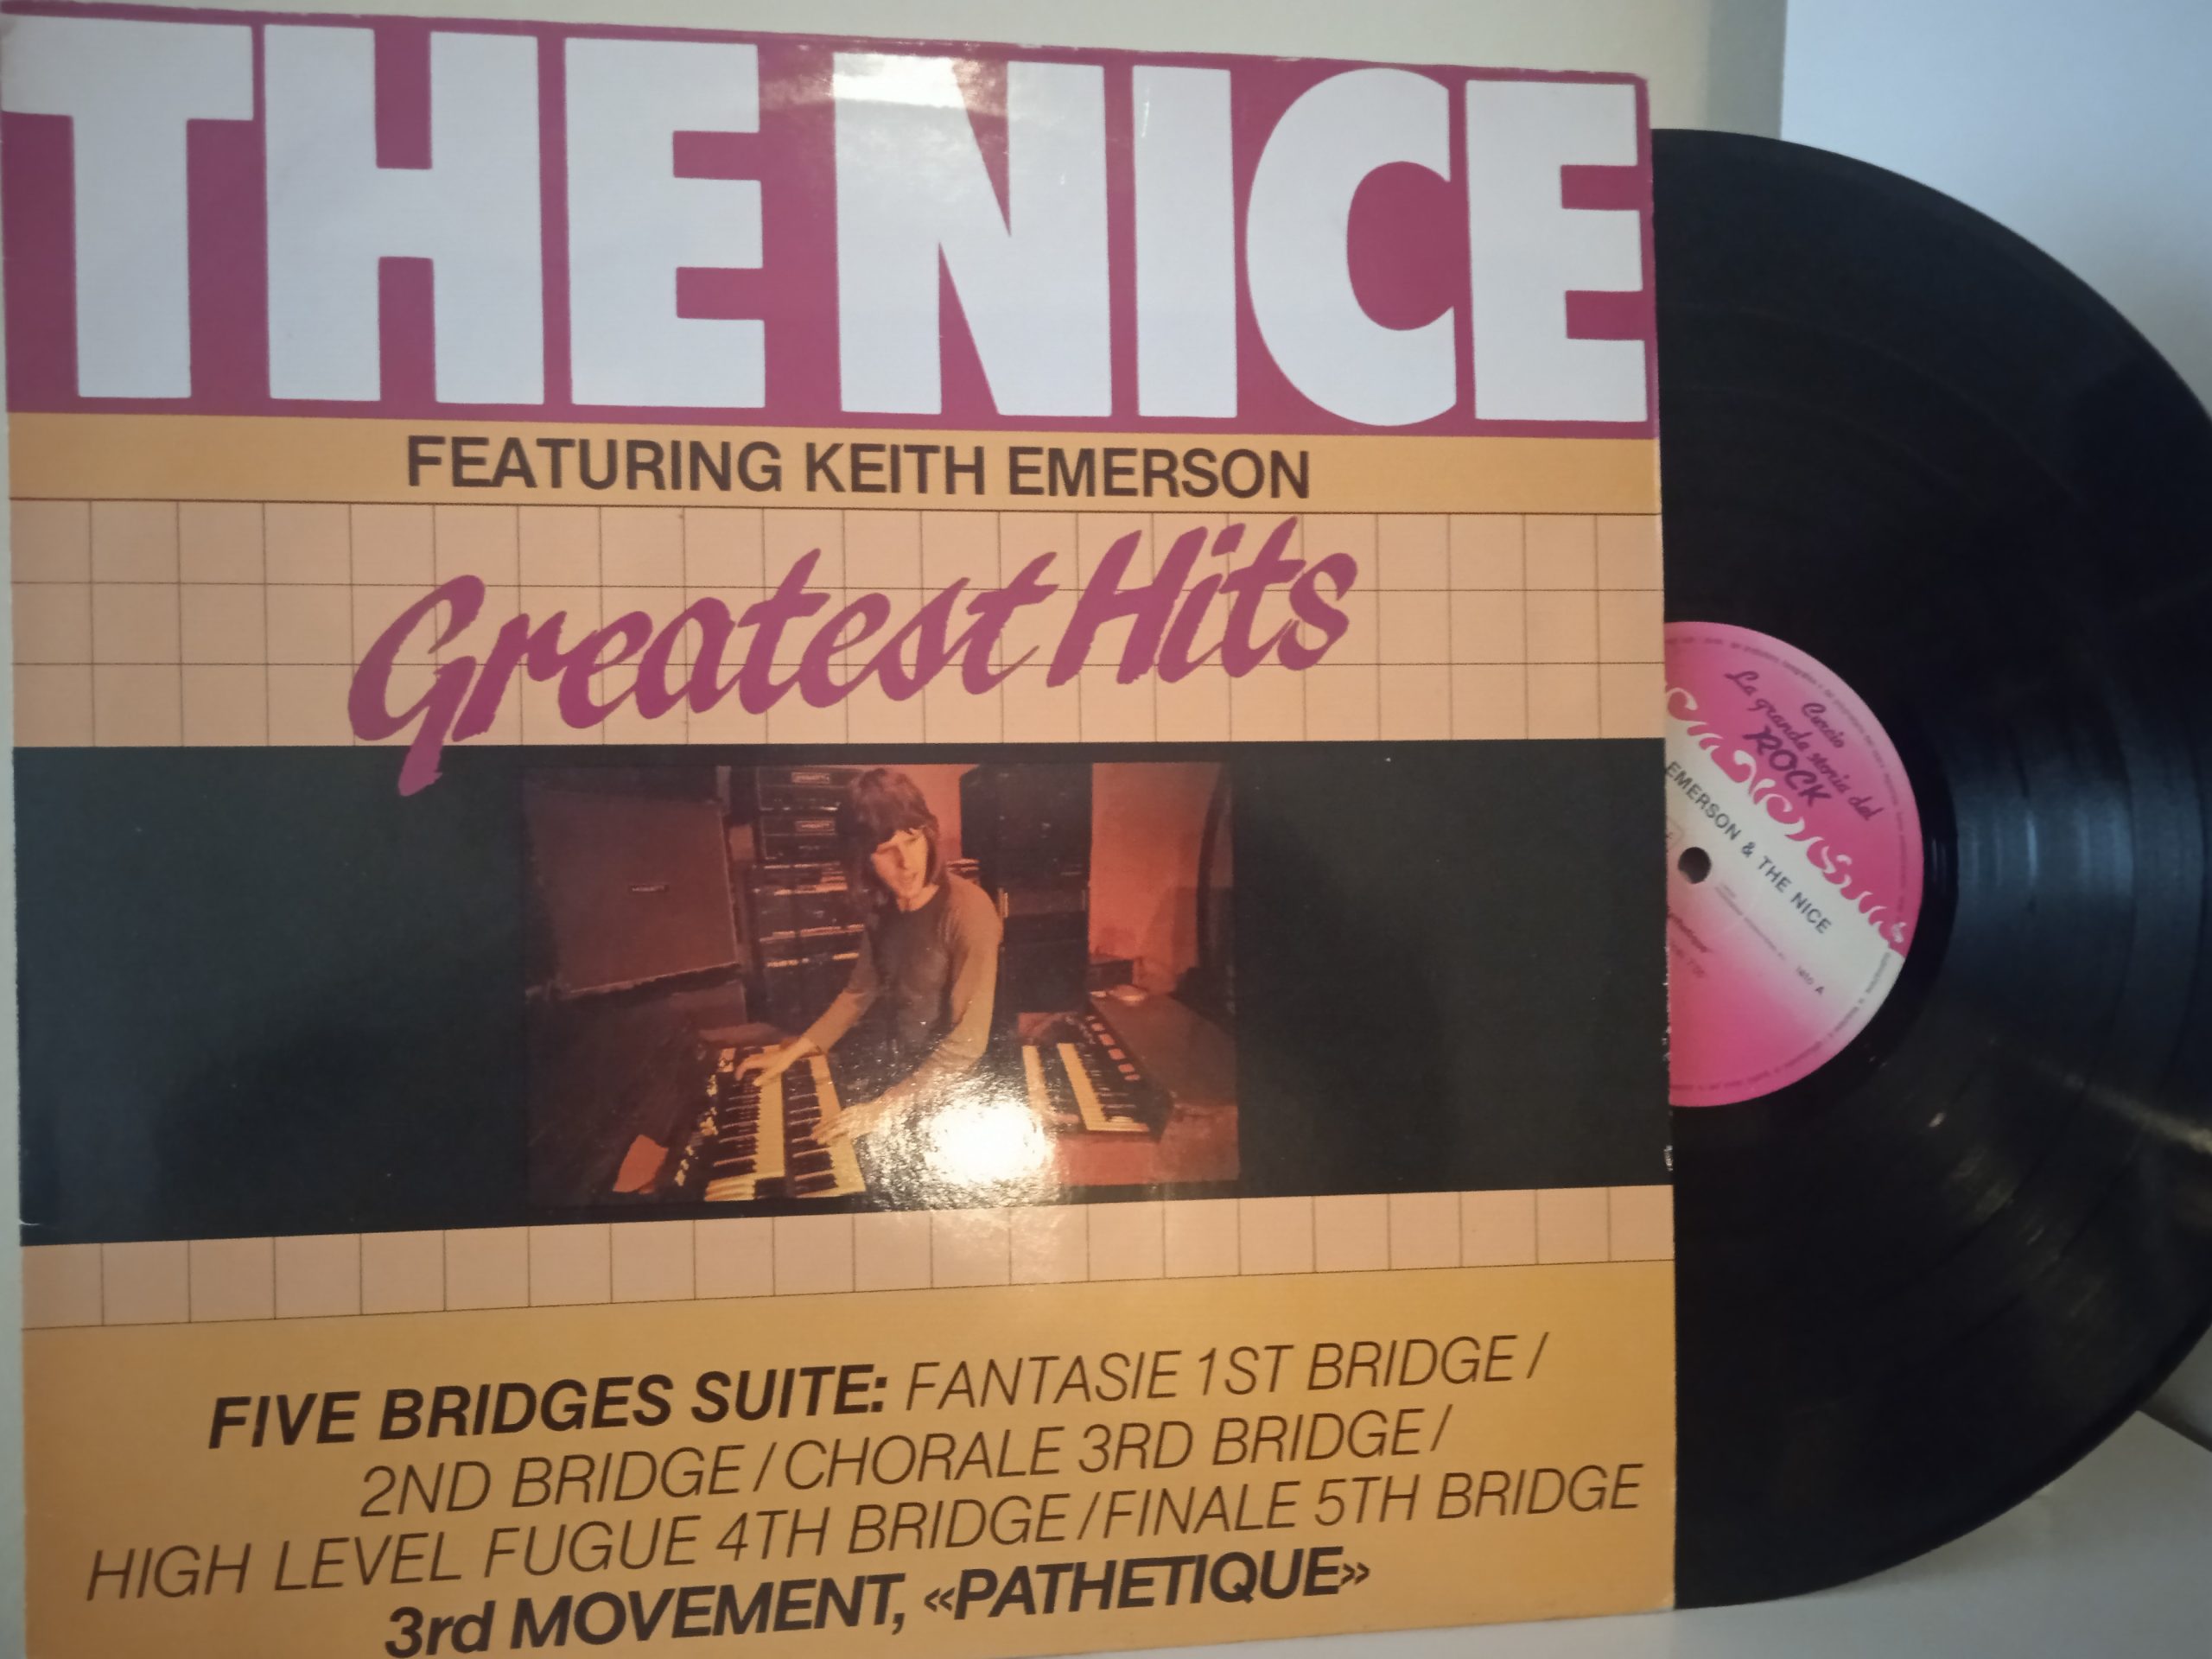 THE NICE
FEATURING KEITH EMERSON
Greatest Hits
FIVE BRIDGES SUITE: FANTASIE 1ST BRIDGE /
2ND BRIDGE / CHORALE 3RD BRIDGE /
HIGH LEVEL FUGUE 4TH BRIDGE / FINALE 5TH BRIDGE
3rd MOVEMENT, «PATHETIQUE»
Curcio
La grande storia del
ROCK
EMERSON & THE NICE
lato A